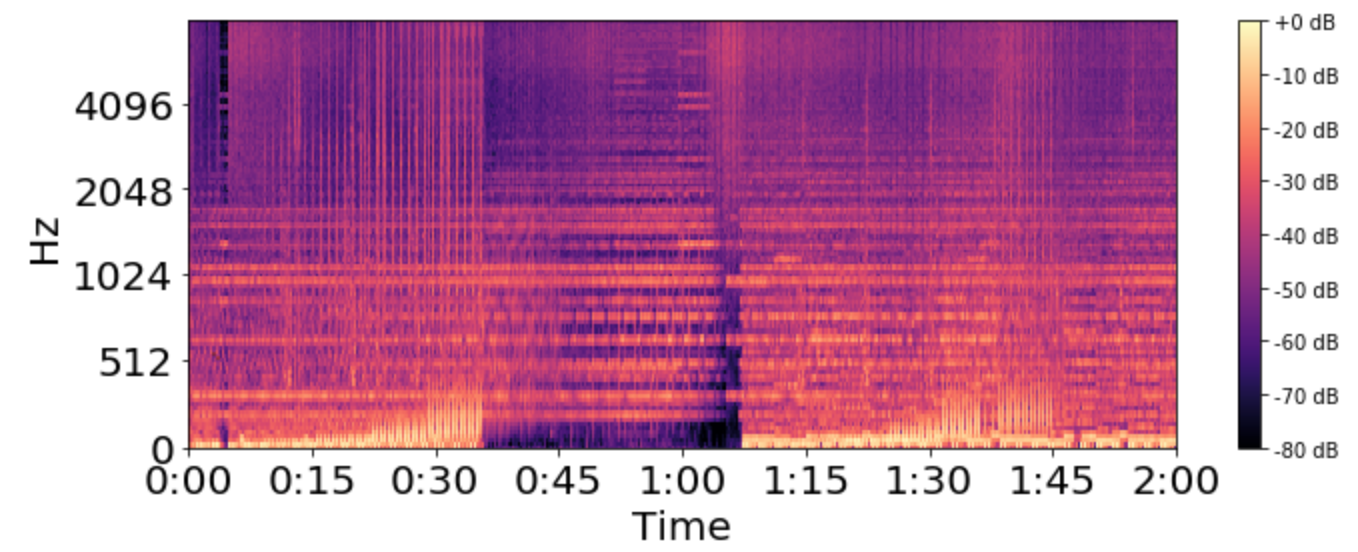 +0 dB
-10 dB
4096
-20 dB
-30 dB
2048
Hz
-40 dB
1024
-50 dB
512
-60 dB
-70 dB
0
-80 dB
0:00 0:15 0:30 0:45 1:00 1:15 1:30 1:45 2:00
Time